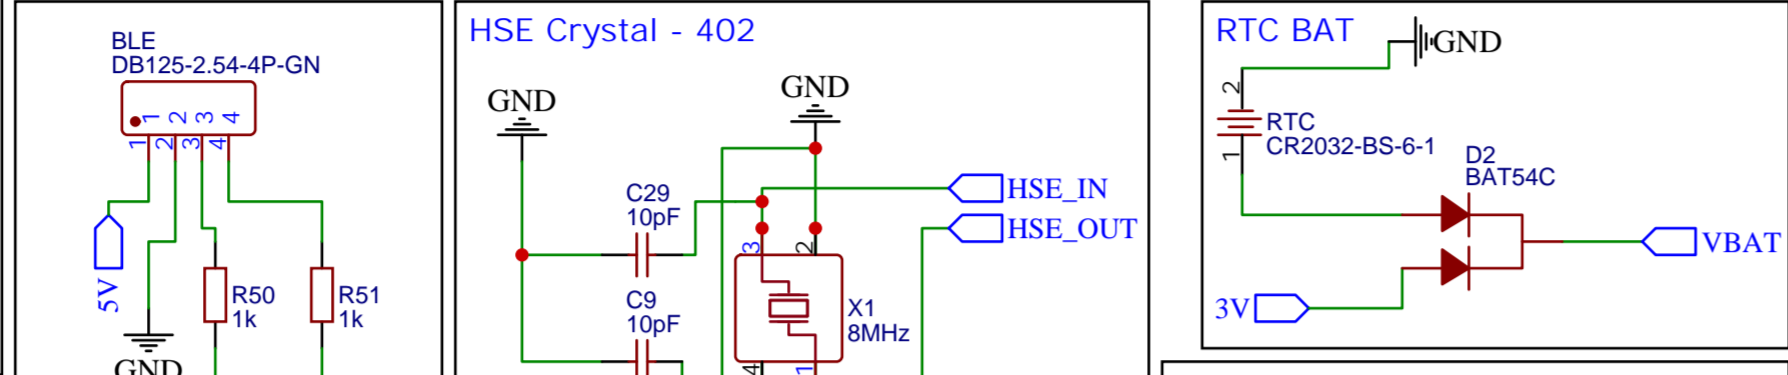 BLE
DB125-2.54-4P-GN
1 2 3 4
1 2 3 4
5V
GND
R50
1k
R51
1k
HSE Crystal - 402
GND
GND
C29
10pF
HSE_IN
HSE_OUT
3 2
C9
10pF
X1
8MHz
4 1
RTC BAT
GND
2
RTC
CR2032-BS-6-1
1
D2
BAT54C
VBAT
3V